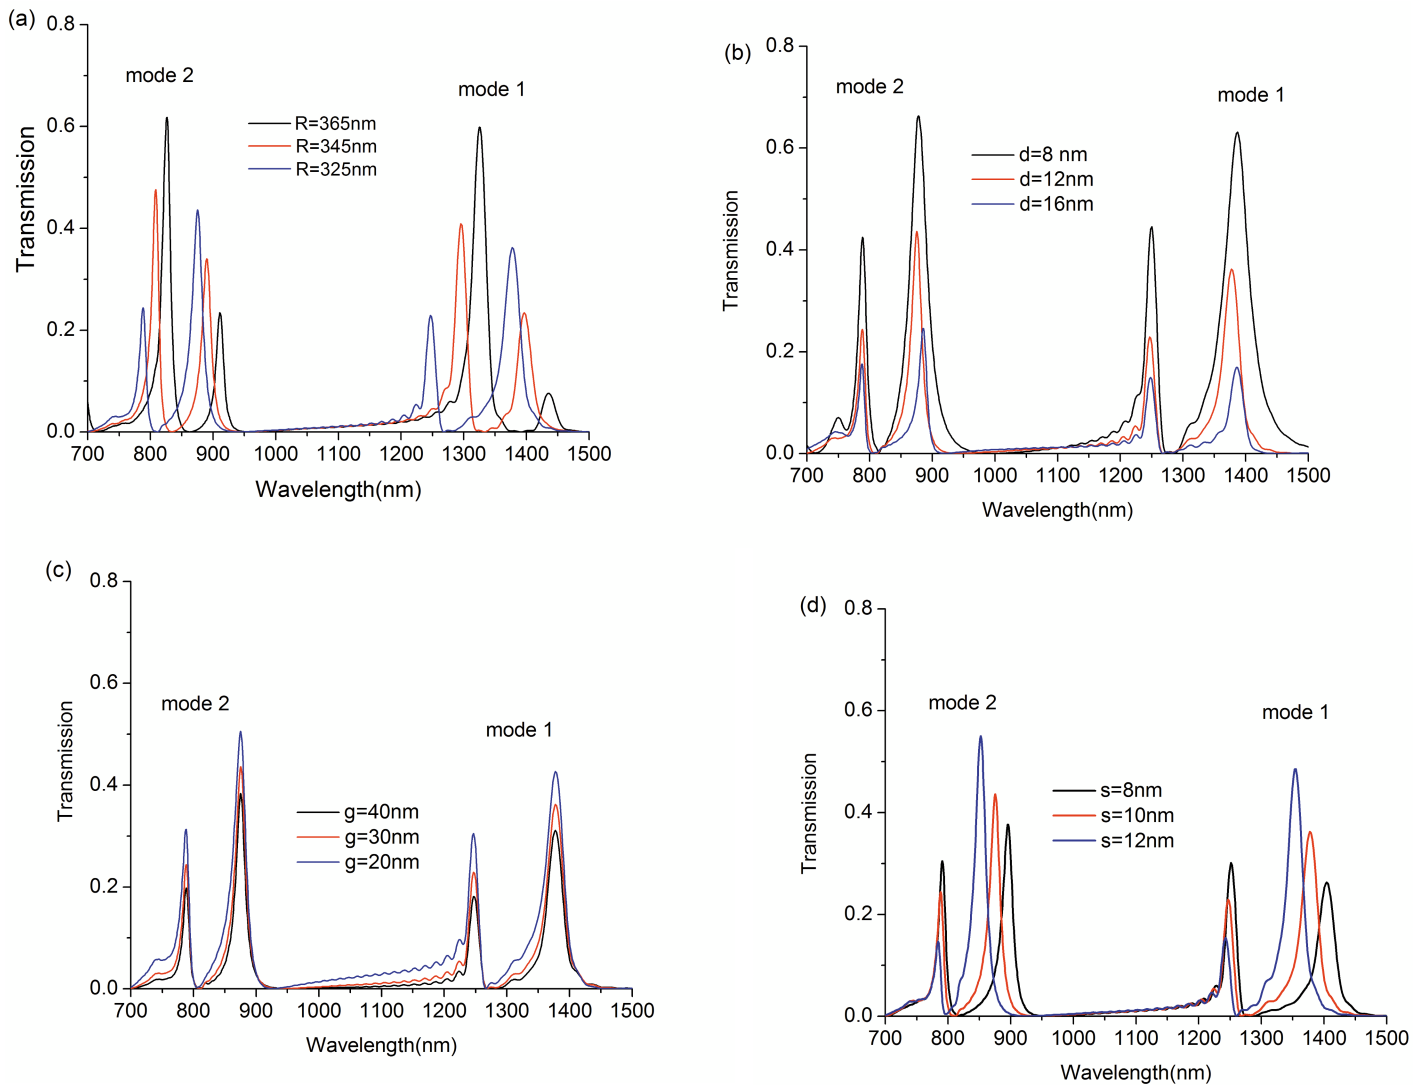 (a)
0.8
0.6
0.4
0.2
0.0
Transmission
mode 2
mode 1
R=365nm
R=345nm
R=325nm
700 800 900 1000 1100 1200 1300 1400 1500
Wavelength(nm)
(b)
0.8
0.6
0.4
0.2
0.0
Transmission
mode 2
mode 1
d=8 nm
d=12nm
d=16nm
700 800 900 1000 1100 1200 1300 1400 1500
Wavelength(nm)
(c)
0.8
0.6
0.4
0.2
0.0
Transmission
mode 2
mode 1
g=40nm
g=30nm
g=20nm
700 800 900 1000 1100 1200 1300 1400 1500
Wavelength(nm)
(d)
0.8
0.6
0.4
0.2
0.0
Transmission
mode 2
mode 1
s=8nm
s=10nm
s=12nm
700 800 900 1000 1100 1200 1300 1400 1500
Wavelength(nm)